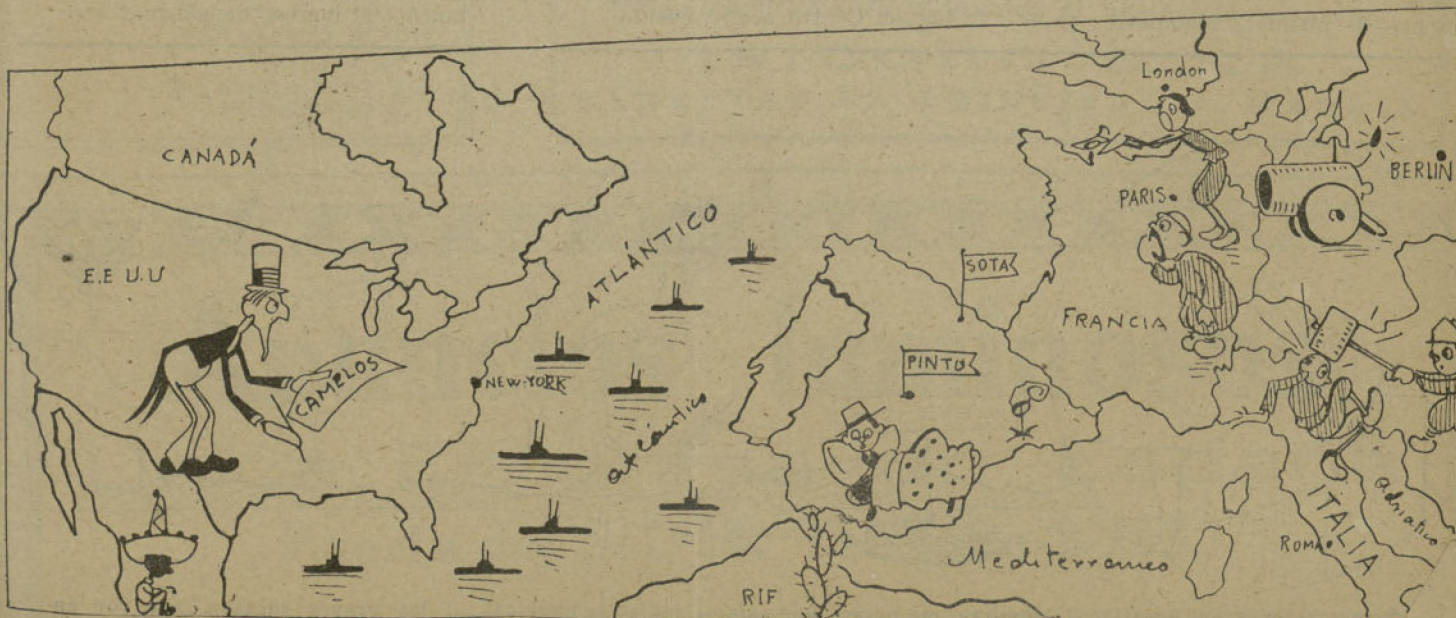 CANADÁ
E.E U.U
CAMELOS
NEW-YORK
ATLÁNTICO
atlántico
SOTA
PINTO
London
PARIS
FRANCIA
BERLIN
ITALIA
ROMA
adriatico
Mediterraneo
RIF